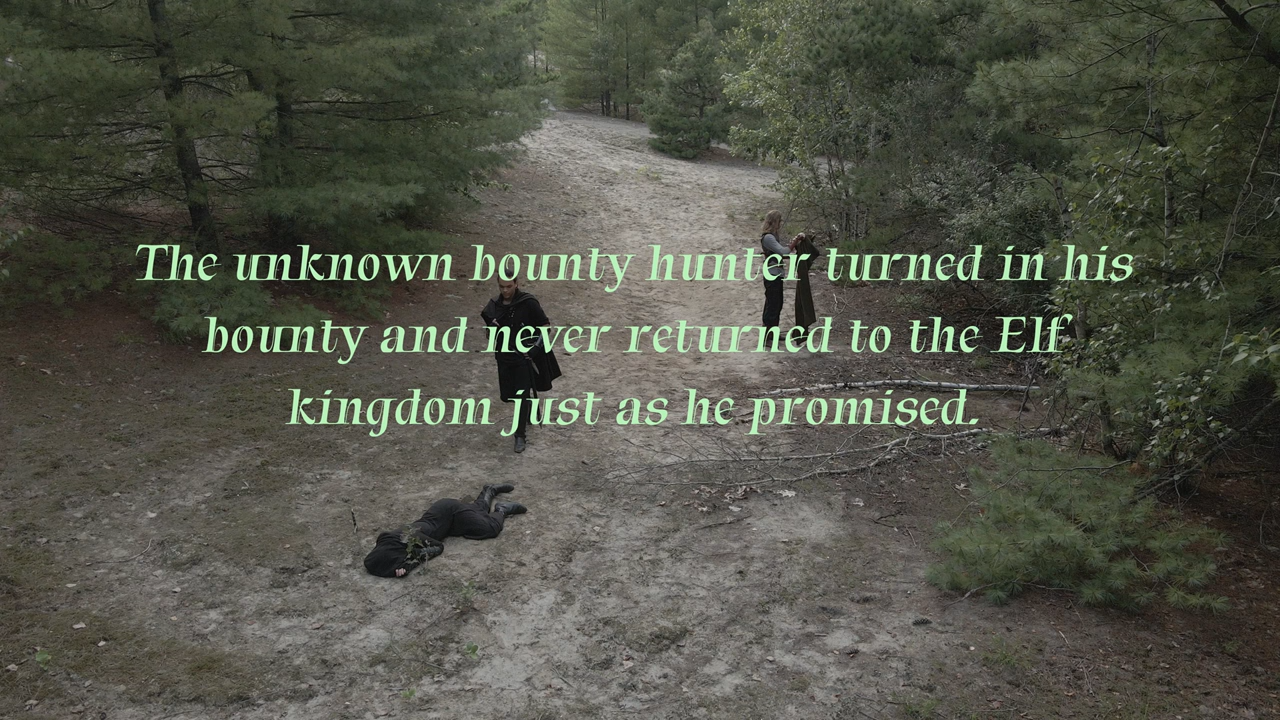 The unknown bounty hunter turned in his
bounty and never returned to the Elf
kingdom just as he promised.